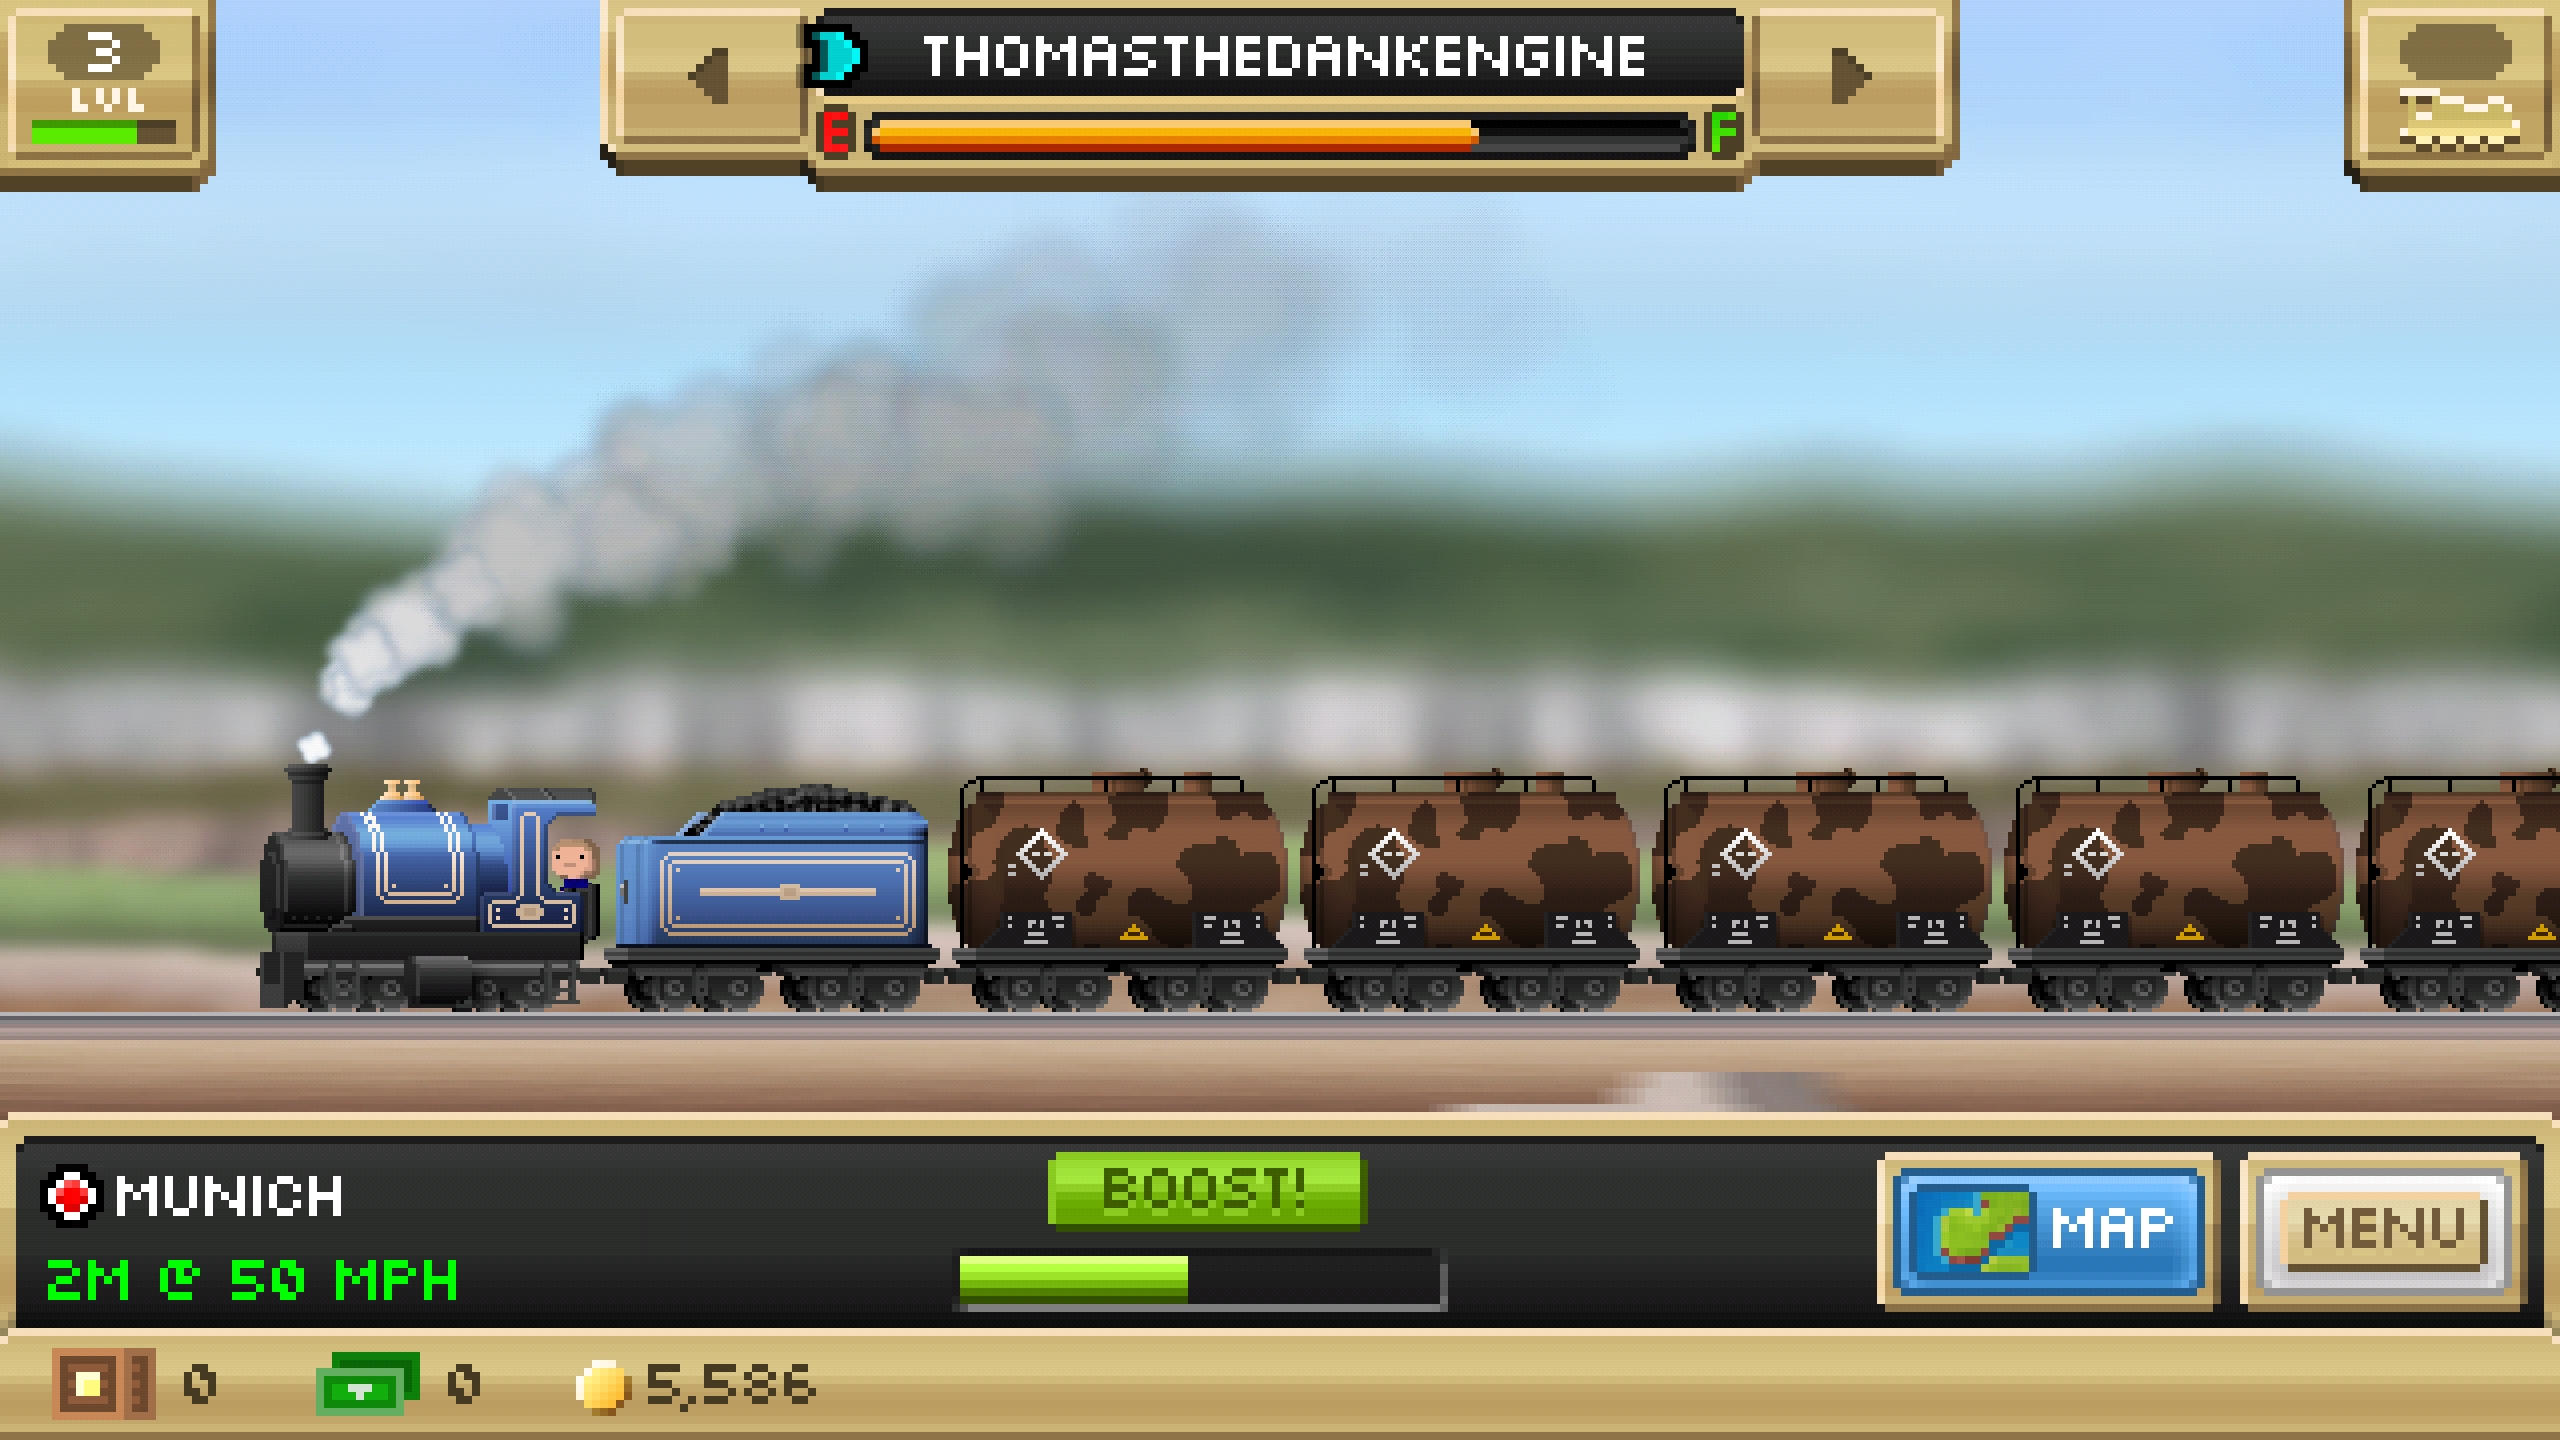 3
LVL
THOMASTHEDANKENGINE
E F
MUNICH
BOOST!
MAP
MENU
2M @ 50 MPH
0 0 5,586